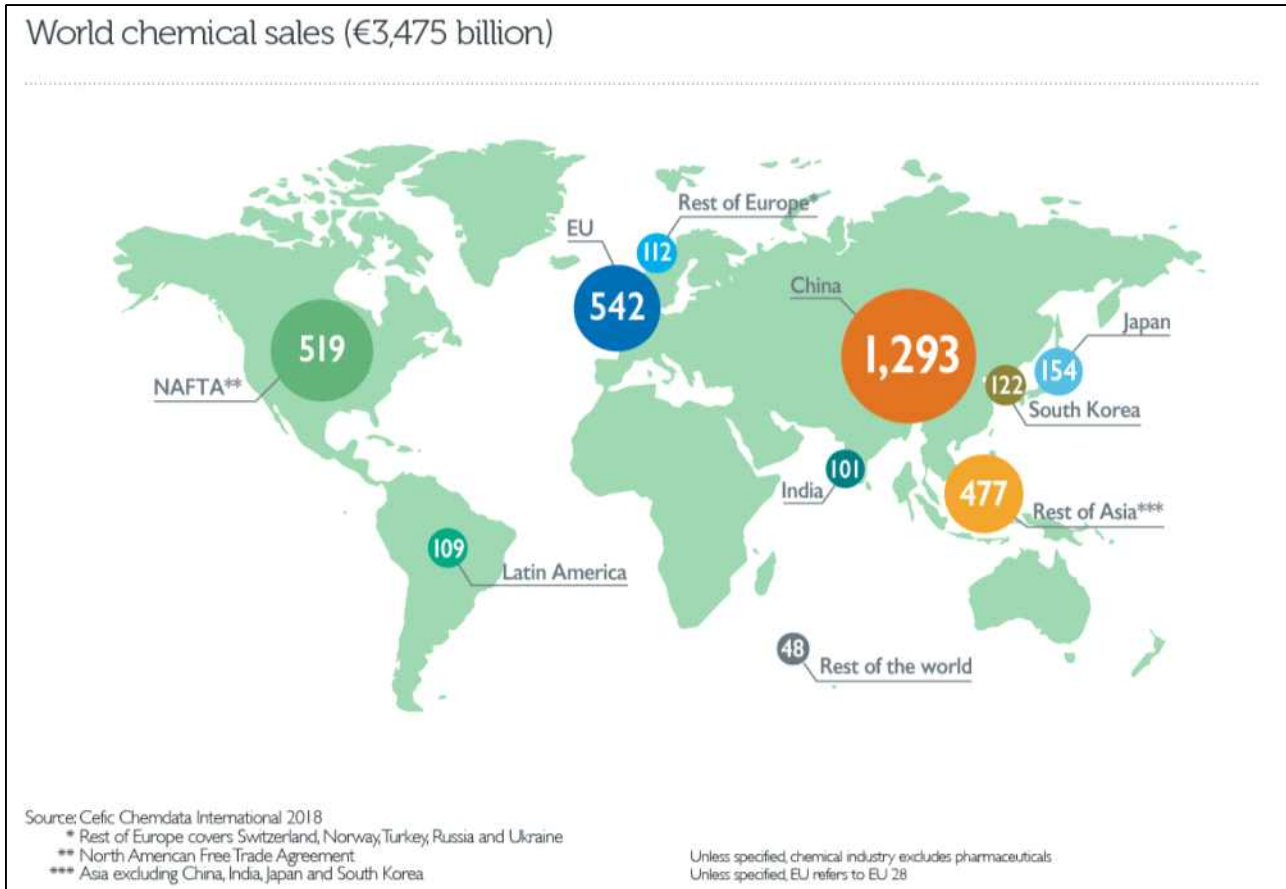 World chemical sales (€3,475 billion)
Rest of Europe*
EU
112
542
China
1,293
Japan
154
519
NAFTA**
122
South Korea
101
India
477
Rest of Asia***
109
Latin America
48
Rest of the world
Source: Cefic Chemdata International 2018
* Rest of Europe covers Switzerland, Norway, Turkey, Russia and Ukraine
** North American Free Trade Agreement
*** Asia excluding China, India, Japan and South Korea
Unless specified, chemical industry excludes pharmaceuticals
Unless specified, EU refers to EU 28